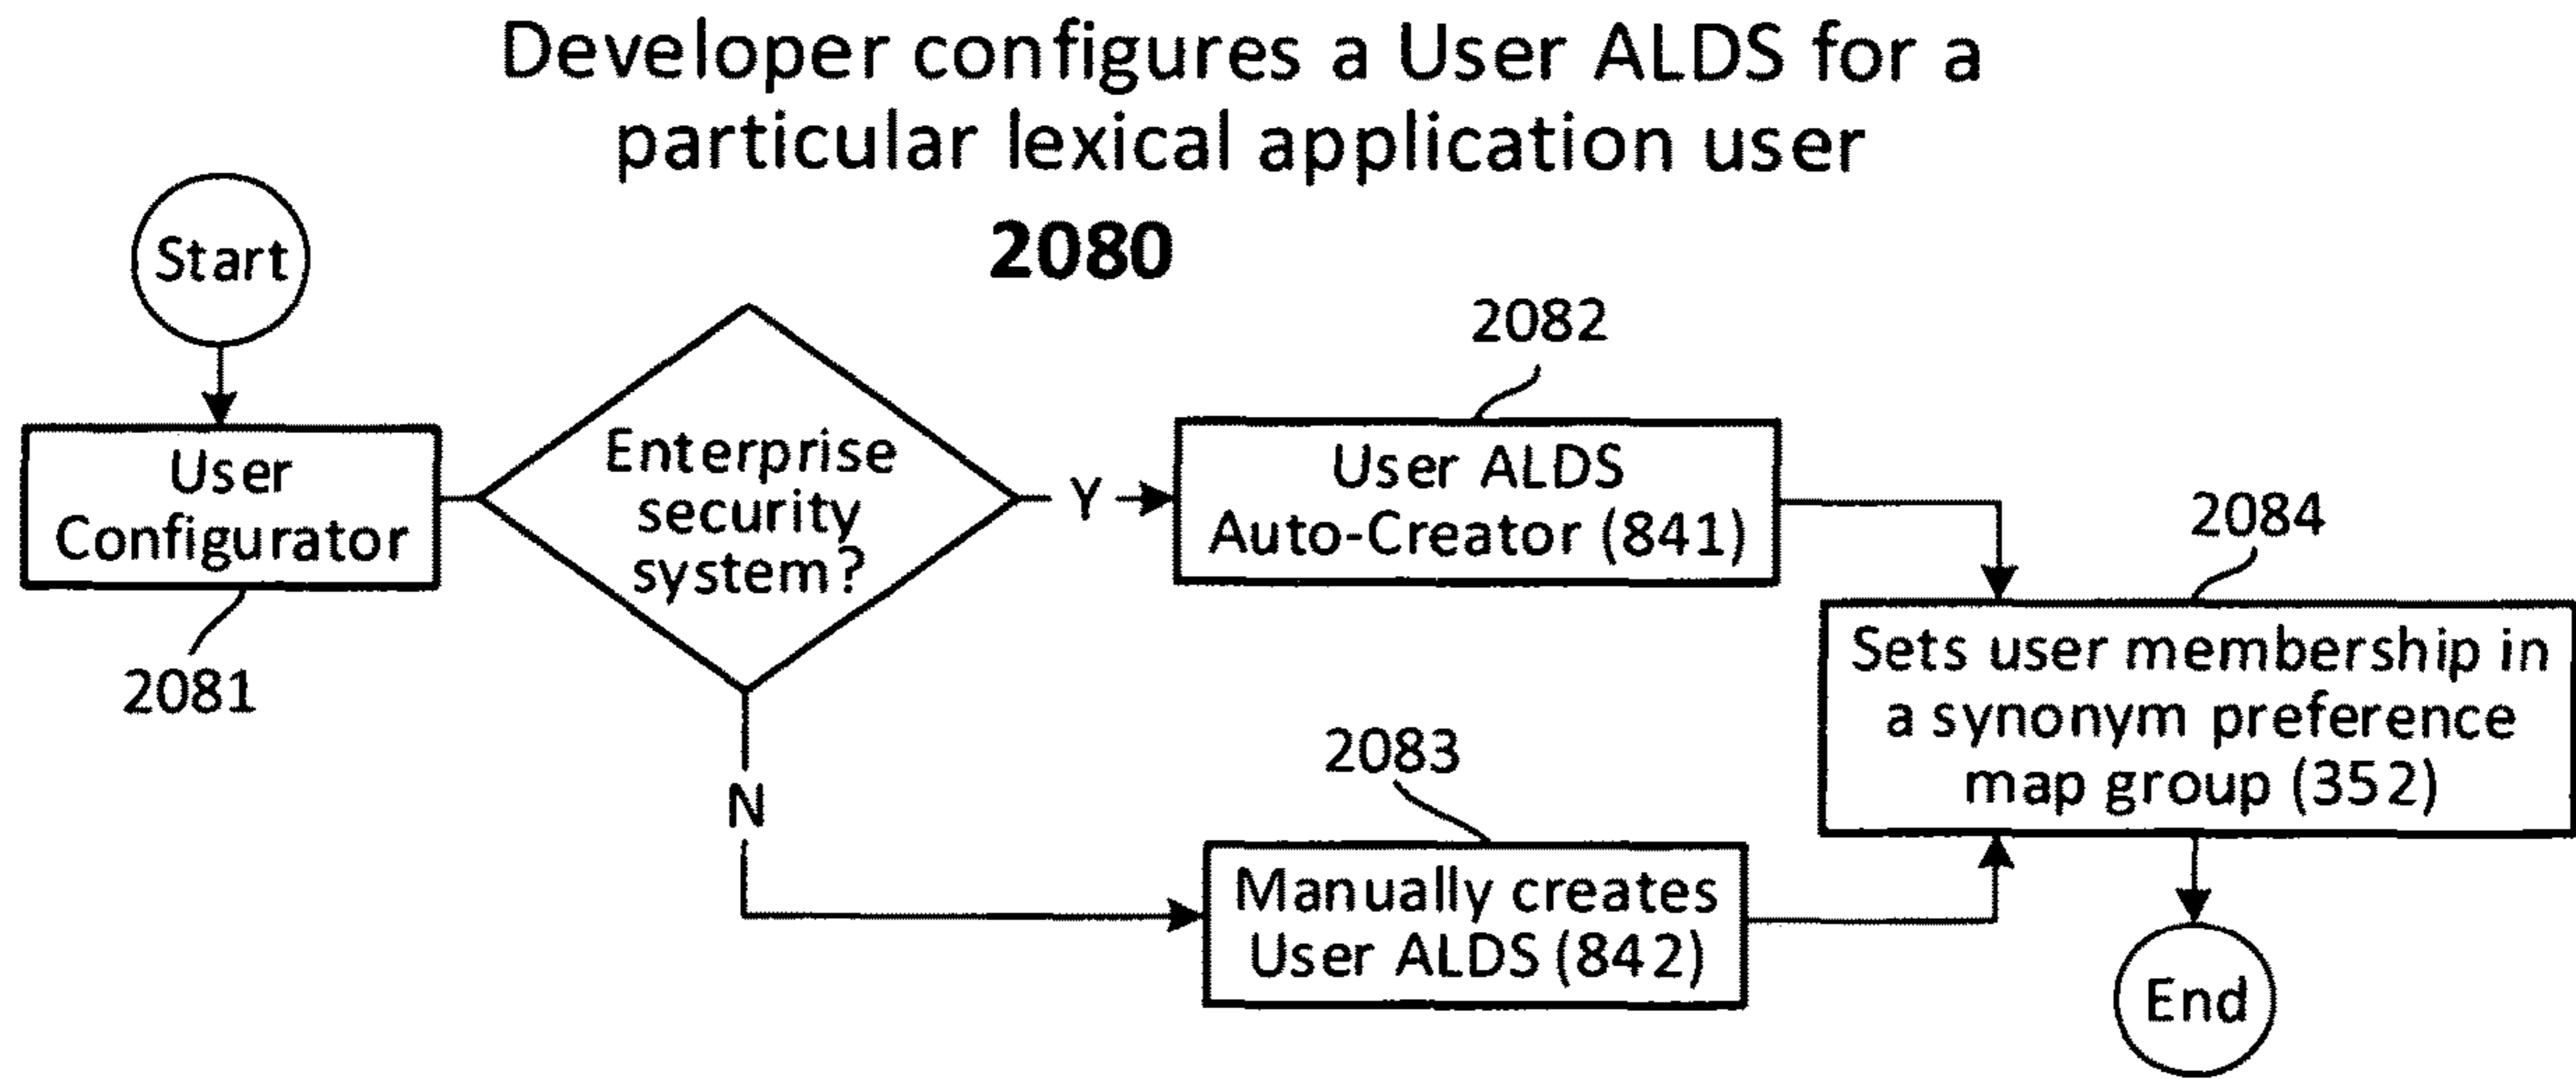 Developer configures a User ALDS for a
particular lexical application user
2080
Start
User
Configurator
2081
Enterprise
security
system?
Y
N
2082
User ALDS
Auto-Creator (841)
2083
Manually creates
User ALDS (842)
2084
Sets user membership in
a synonym preference
map group (352)
End